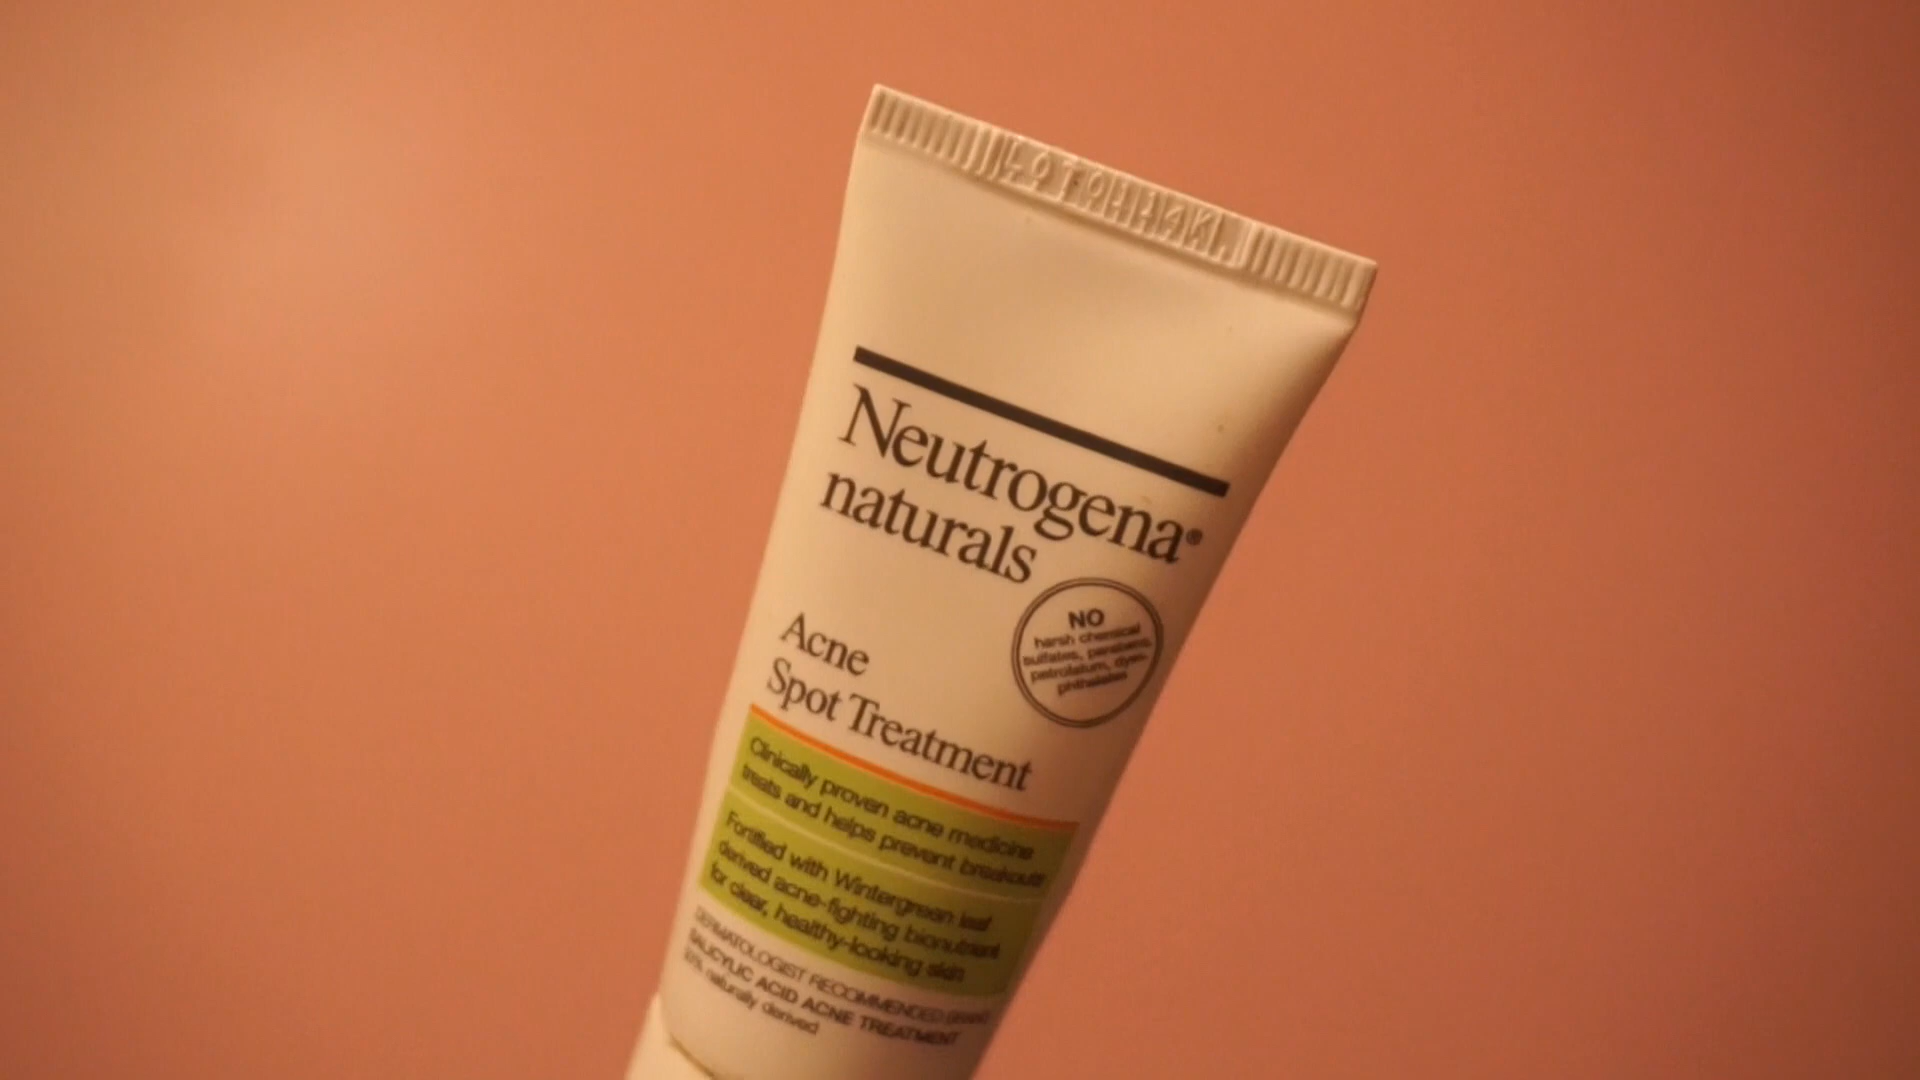 Neutrogena®
naturals
NO
harsh chemical
sulfates, parabens,
petrolatum, dyes,
phthalates
Acne
Spot Treatment
Clinically proven acne medicine
treats and helps prevent breakouts
Fortified with Wintergreen leaf
derived acne-fighting bionutrient
for clear, healthy-looking skin
DERMATOLOGIST RECOMMENDED BRAND
SALICYLIC ACID ACNE TREATMENT
naturally derived